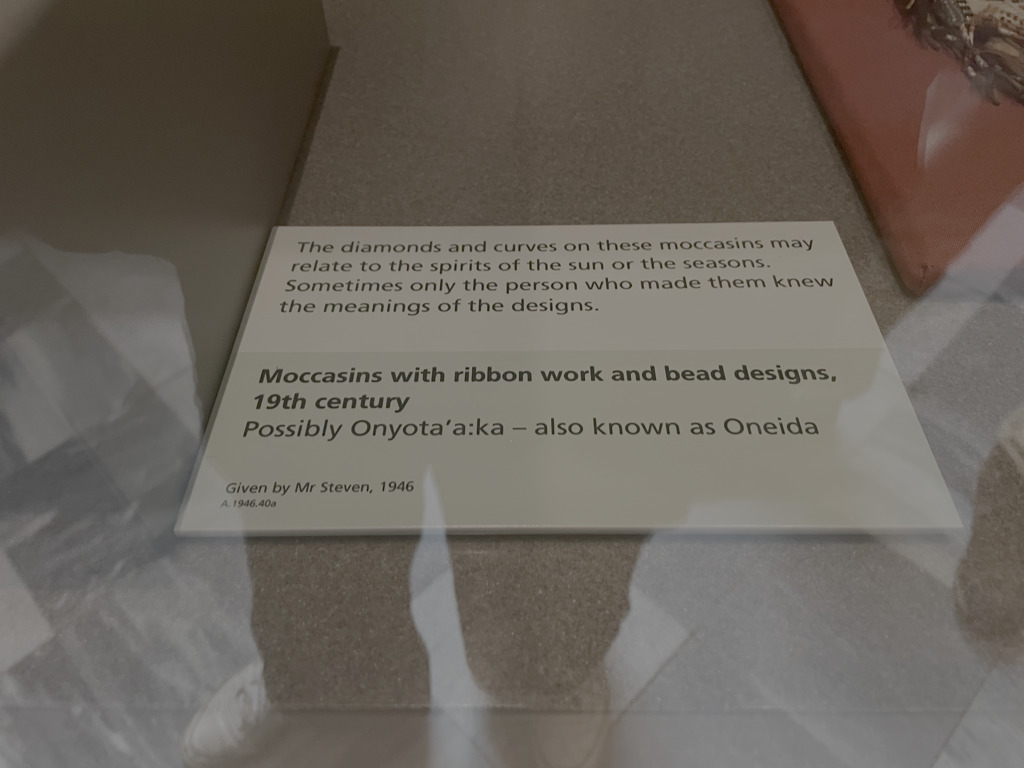 The diamonds and curves on these moccasins may
relate to the spirits of the sun or the seasons.
Sometimes only the person who made them knew
the meanings of the designs.
Moccasins with ribbon work and bead designs,
19th century
Possibly Onyota’a:ka – also known as Oneida
Given by Mr Steven, 1946
A.1946.40a